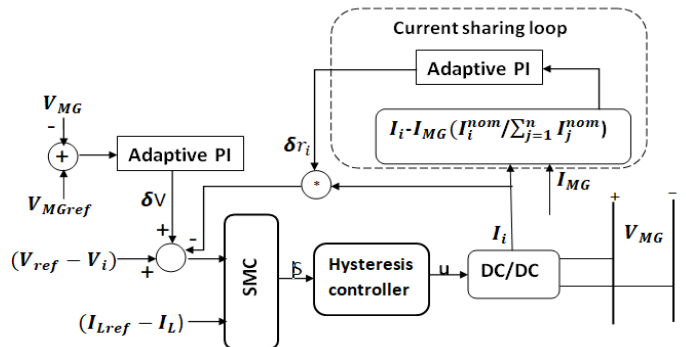 Current sharing loop
Adaptive PI
I_i-I_MG(I_i^nom/∑_{j=1}^n I_j^nom)
V_MG
-
+
V_MGref
Adaptive PI
δr_i
*
I_MG
δV
+
-
+
(V_ref − V_i)
(I_Lref − I_L)
SMC
Hysteresis
controller
u
I_i
DC/DC
+
−
V_MG